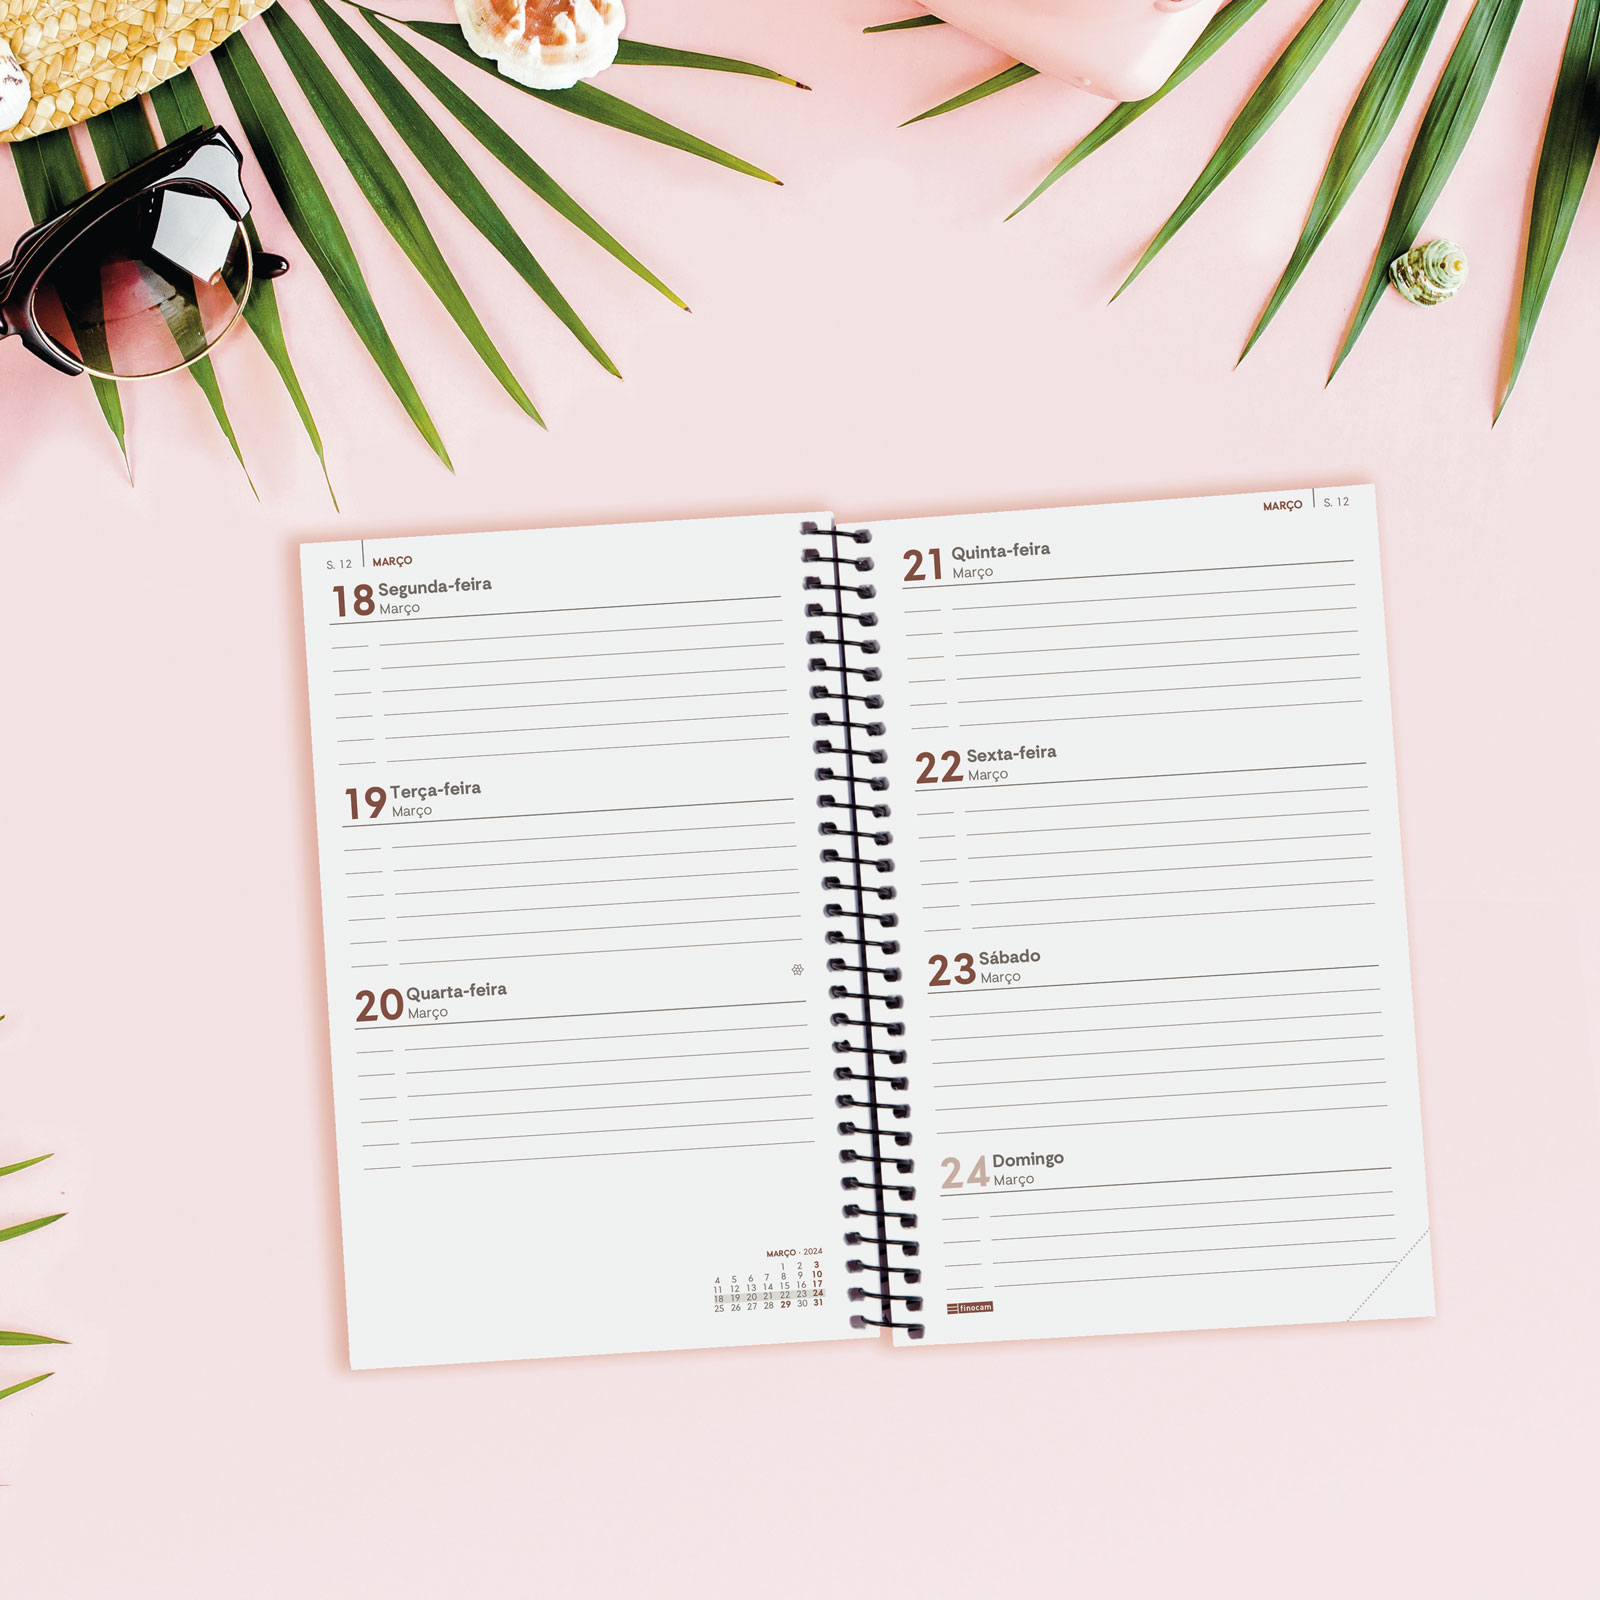 S. 12 MARÇO
18 Segunda-feira
Março
19 Terça-feira
Março
20 Quarta-feira
Março
MARÇO · 2024
1 2 3
4 5 6 7 8 9 10
11 12 13 14 15 16 17
18 19 20 21 22 23 24
25 26 27 28 29 30 31
MARÇO S. 12
21 Quinta-feira
Março
22 Sexta-feira
Março
23 Sábado
Março
24 Domingo
Março
finocam